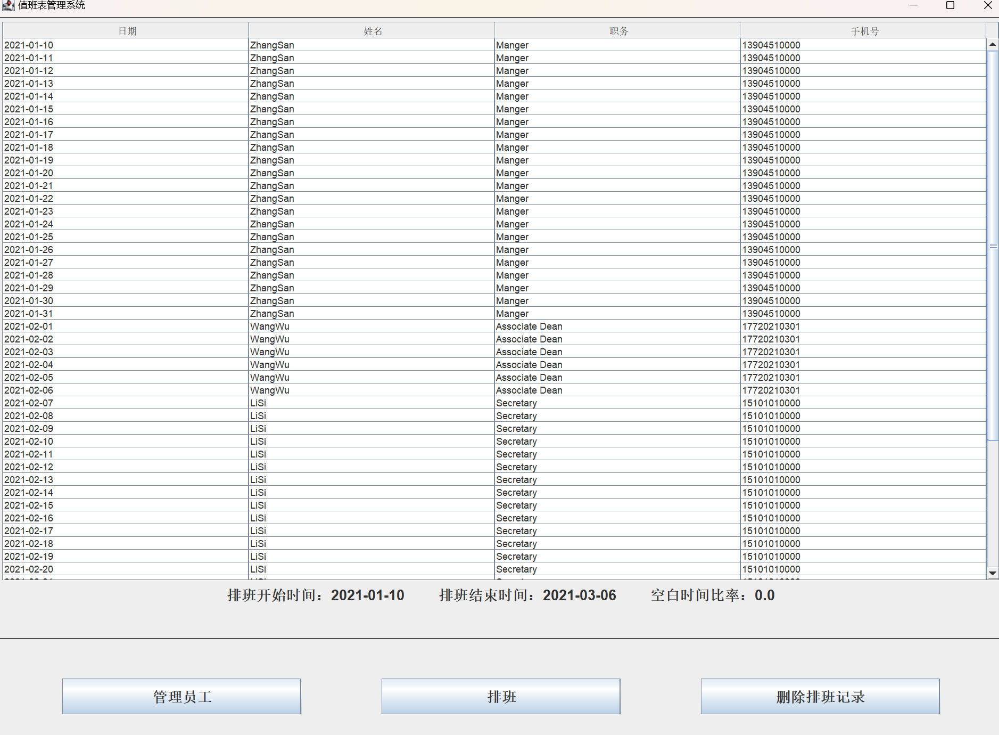 值班表管理系统
日期 姓名 职务 手机号
2021-01-10 ZhangSan Manger 13904510000
2021-01-11 ZhangSan Manger 13904510000
2021-01-12 ZhangSan Manger 13904510000
2021-01-13 ZhangSan Manger 13904510000
2021-01-14 ZhangSan Manger 13904510000
2021-01-15 ZhangSan Manger 13904510000
2021-01-16 ZhangSan Manger 13904510000
2021-01-17 ZhangSan Manger 13904510000
2021-01-18 ZhangSan Manger 13904510000
2021-01-19 ZhangSan Manger 13904510000
2021-01-20 ZhangSan Manger 13904510000
2021-01-21 ZhangSan Manger 13904510000
2021-01-22 ZhangSan Manger 13904510000
2021-01-23 ZhangSan Manger 13904510000
2021-01-24 ZhangSan Manger 13904510000
2021-01-25 ZhangSan Manger 13904510000
2021-01-26 ZhangSan Manger 13904510000
2021-01-27 ZhangSan Manger 13904510000
2021-01-28 ZhangSan Manger 13904510000
2021-01-29 ZhangSan Manger 13904510000
2021-01-30 ZhangSan Manger 13904510000
2021-01-31 ZhangSan Manger 13904510000
2021-02-01 WangWu Associate Dean 17720210301
2021-02-02 WangWu Associate Dean 17720210301
2021-02-03 WangWu Associate Dean 17720210301
2021-02-04 WangWu Associate Dean 17720210301
2021-02-05 WangWu Associate Dean 17720210301
2021-02-06 WangWu Associate Dean 17720210301
2021-02-07 LiSi Secretary 15101010000
2021-02-08 LiSi Secretary 15101010000
2021-02-09 LiSi Secretary 15101010000
2021-02-10 LiSi Secretary 15101010000
2021-02-11 LiSi Secretary 15101010000
2021-02-12 LiSi Secretary 15101010000
2021-02-13 LiSi Secretary 15101010000
2021-02-14 LiSi Secretary 15101010000
2021-02-15 LiSi Secretary 15101010000
2021-02-16 LiSi Secretary 15101010000
2021-02-17 LiSi Secretary 15101010000
2021-02-18 LiSi Secretary 15101010000
2021-02-19 LiSi Secretary 15101010000
2021-02-20 LiSi Secretary 15101010000
排班开始时间：2021-01-10 排班结束时间：2021-03-06 空白时间比率：0.0
管理员工 排班 删除排班记录